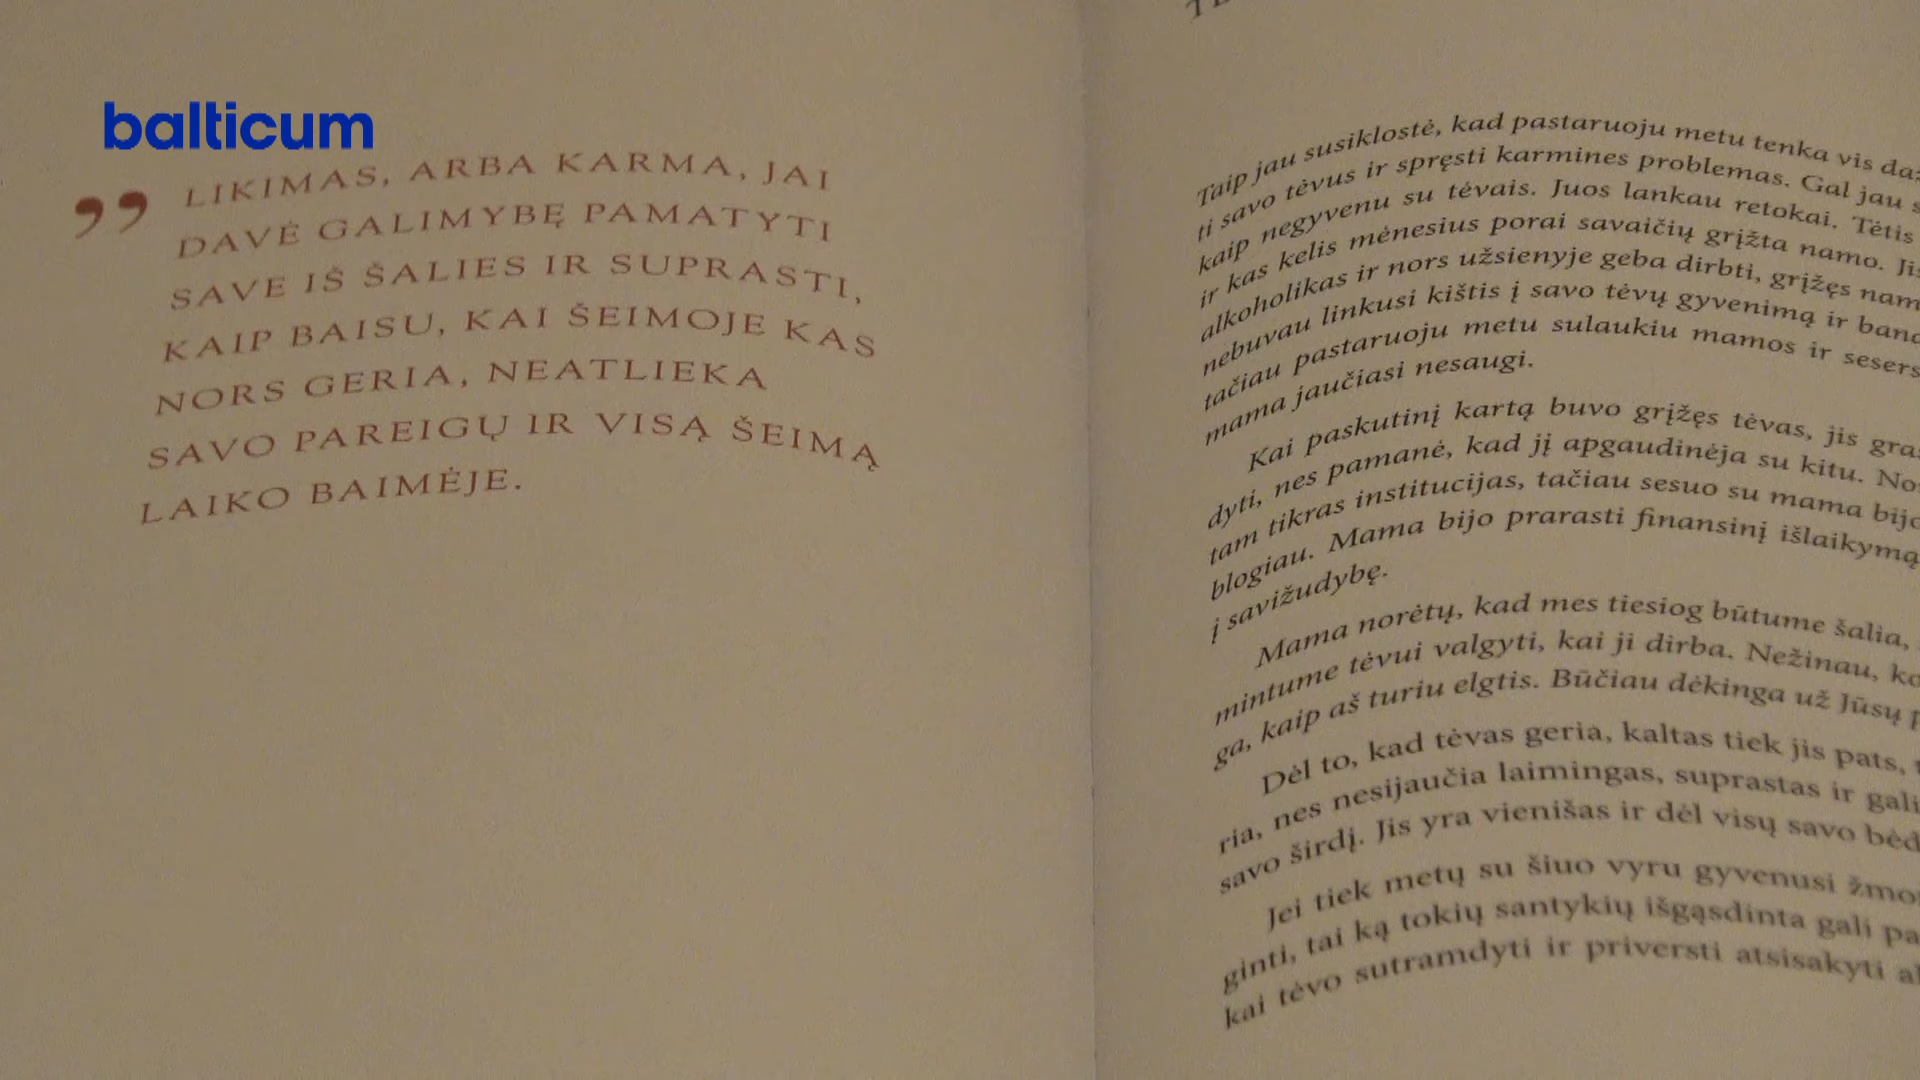 balticum
” LIKIMAS, ARBA KARMA, JAI
DAVĖ GALIMYBĘ PAMATYTI
SAVE IŠ ŠALIES IR SUPRASTI,
KAIP BAISU, KAI ŠEIMOJE KAS
NORS GERIA, NEATLIEKA
SAVO PAREIGŲ IR VISĄ ŠEIMĄ
LAIKO BAIMĖJE.
Taip jau susiklostė, kad pastaruoju metu tenka vis
ti savo tėvus ir spręsti karmines problemas. Gal jau
kaip negyvenu su tėvais. Juos lankau retokai. Tėtis
ir kas kelis mėnesius porai savaičių grįžta namo.
alkoholikas ir nors užsienyje geba dirbti, grįžęs
nebuvau linkusi kištis į savo tėvų gyvenimą ir
tačiau pastaruoju metu sulaukiu mamos ir
mama jaučiasi nesaugi.
Kai paskutinį kartą buvo grįžęs tėvas, jis
dyti, nes pamanė, kad jį apgaudinėja su kitu.
tam tikras institucijas, tačiau sesuo su mama
blogiau. Mama bijo prarasti finansinį išlaikymą
į savižudybę.
Mama norėtų, kad mes tiesiog būtume šalia,
mintume tėvui valgyti, kai ji dirba. Nežinau,
ga, kaip aš turiu elgtis. Būčiau dėkinga už Jūsų
Dėl to, kad tėvas geria, kaltas tiek jis pats,
ria, nes nesijaučia laimingas, suprastas ir
savo širdį. Jis yra vienišas ir dėl visų savo
Jei tiek metų su šiuo vyru gyvenusi
ginti, tai ką tokių santykių išgąsdinta gali
kai tėvo sutramdyti ir priversti atsisakyti